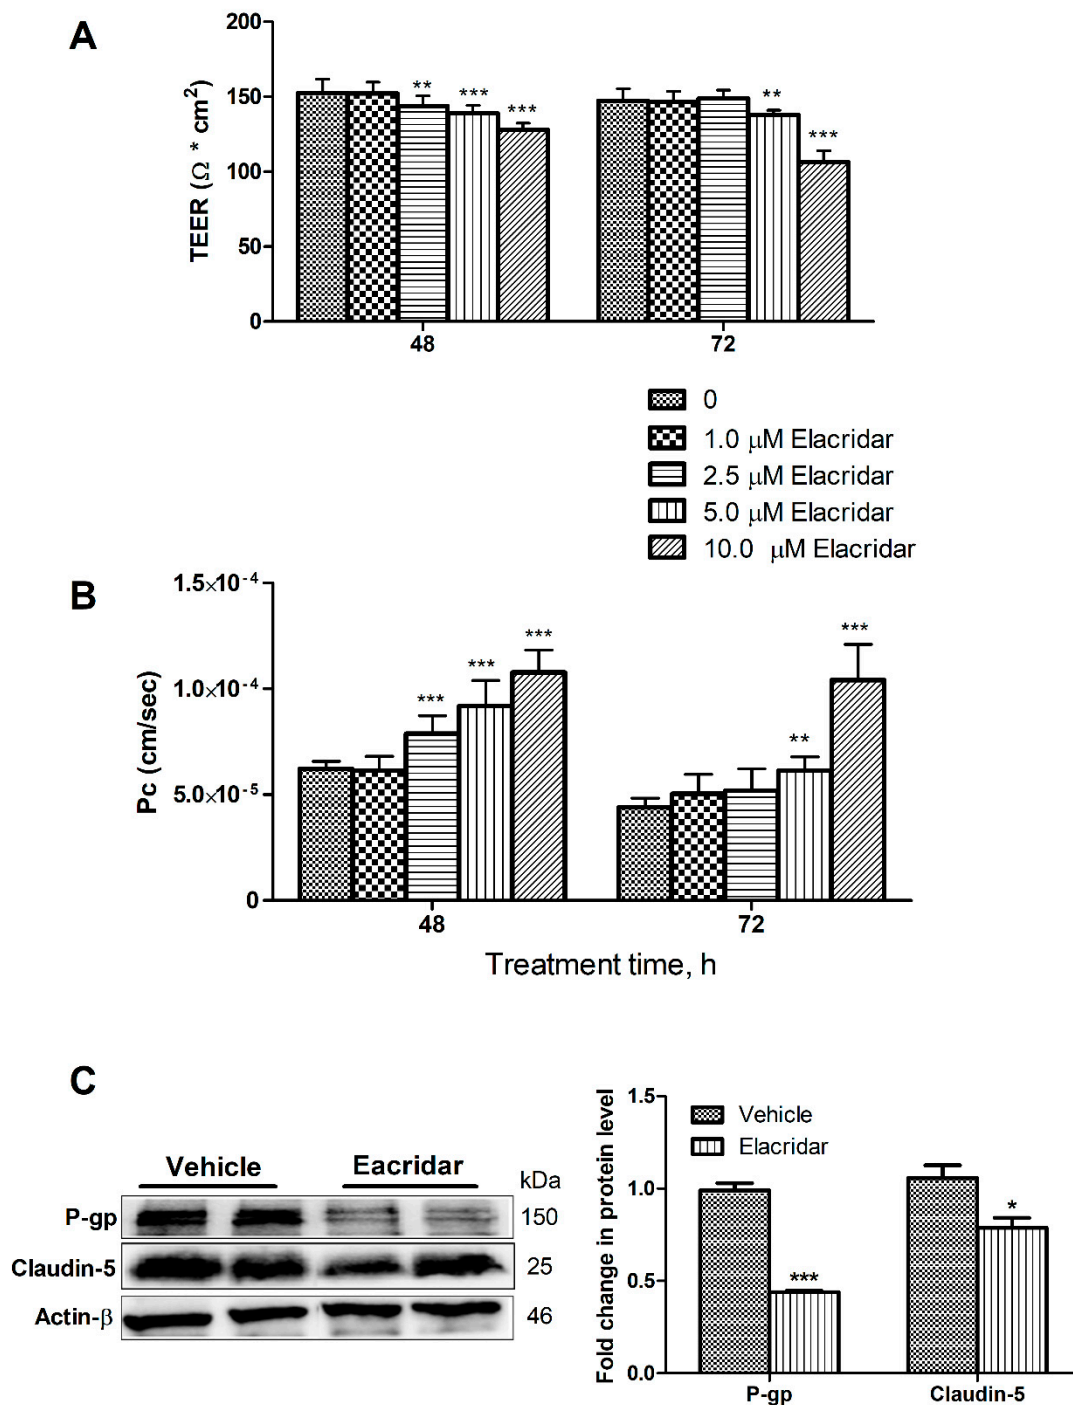 A
200
150
100
50
0
TEER (Ω * cm²)
** *** *** ** ***
48 72
0
1.0 μM Elacridar
2.5 μM Elacridar
5.0 μM Elacridar
10.0 μM Elacridar
B
1.5×10⁻⁴
1.0×10⁻⁴
5.0×10⁻⁵
0
Pc (cm/sec)
*** *** *** ** ***
48 72
Treatment time, h
C
Vehicle Eacridar kDa
P-gp 150
Claudin-5 25
Actin-β 46
Fold change in protein level
1.5
1.0
0.5
0.0
Vehicle
Elacridar
*** *
P-gp Claudin-5